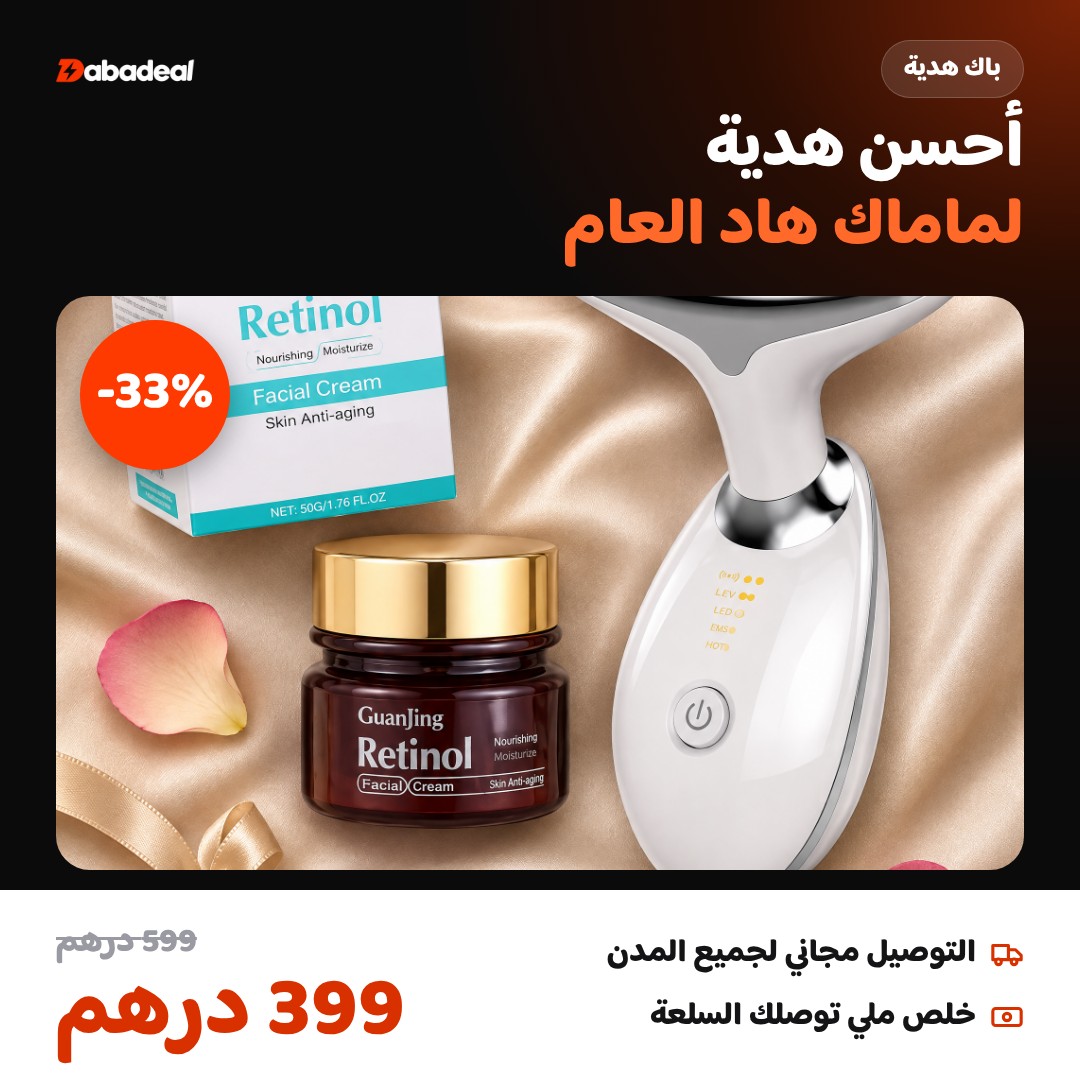 Dabadeal
باك هدية
أحسن هدية
لماماك هاد العام
-33%
Retinol
Nourishing Moisturize
Facial Cream
Skin Anti-aging
NET: 50G/1.76 FL.OZ
LEV
LED
EMS
GuanJing
Retinol
Nourishing
Moisturize
Facial Cream
Skin Anti-aging
التوصيل مجاني لجميع المدن
خلص ملي توصلك السلعة
599 درهم
399 درهم